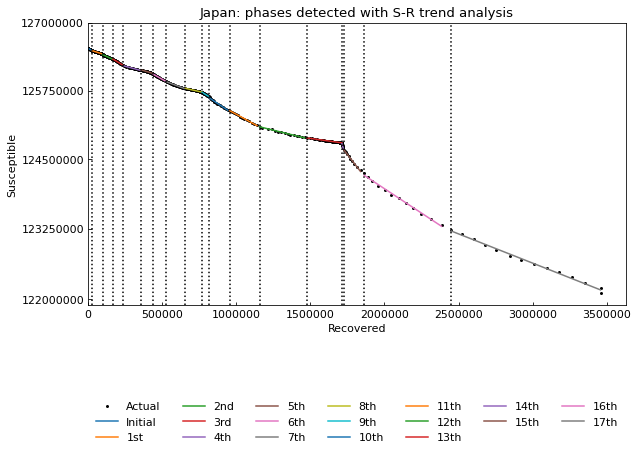 Japan: phases detected with S-R trend analysis
127000000
125750000
124500000
123250000
122000000
Susceptible
0 500000 1000000 1500000 2000000 2500000 3000000 3500000
Recovered
Actual 2nd 5th 8th 11th 14th 16th
Initial 3rd 6th 9th 12th 15th 17th
1st 4th 7th 10th 13th